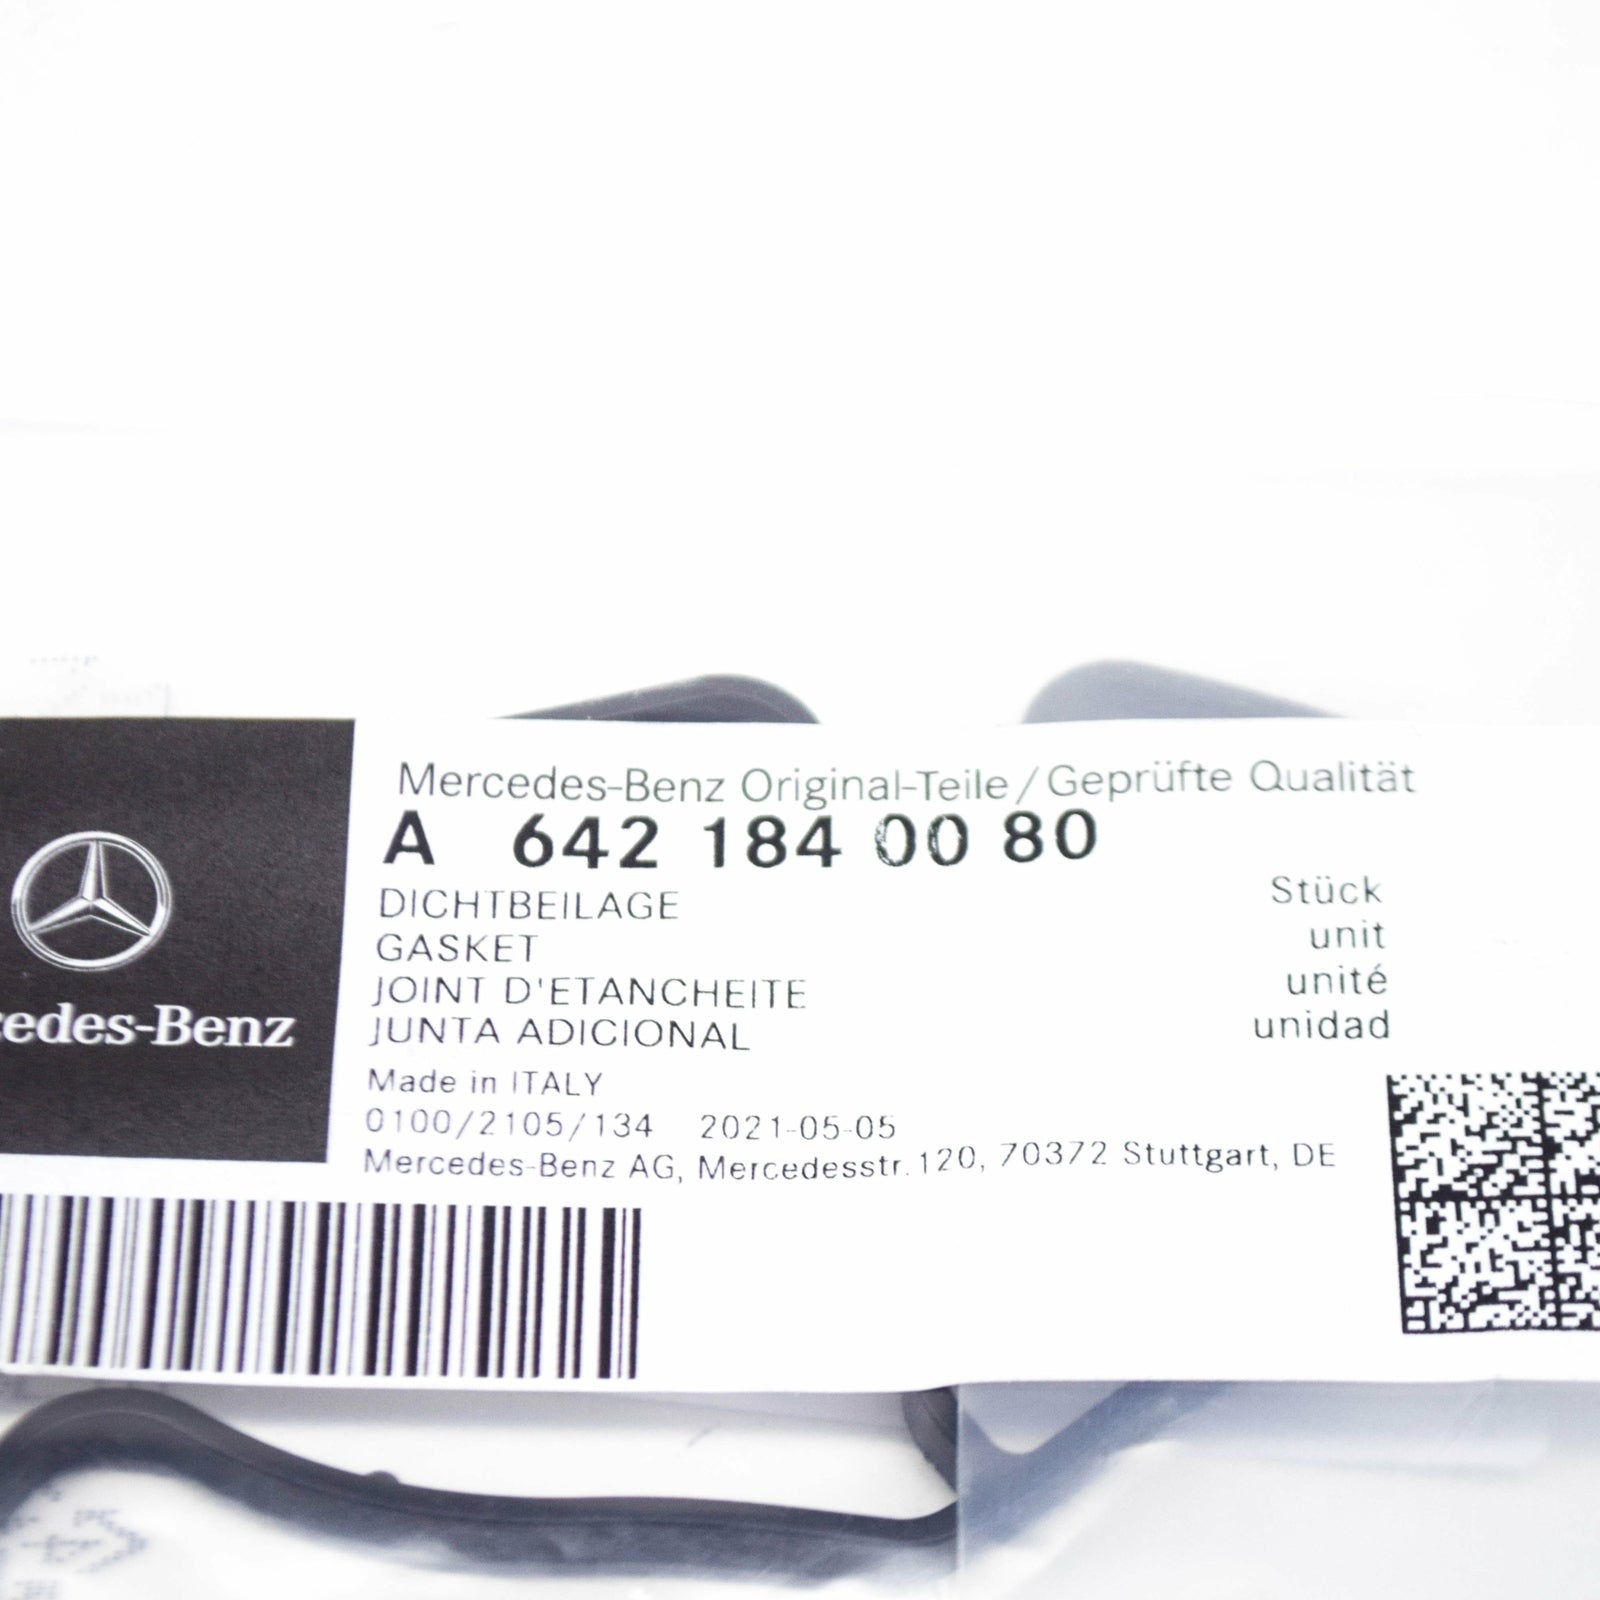 Mercedes-Benz Original-Teile/Geprüfte Qualität
A 642 184 00 80
DICHTBEILAGE Stück
GASKET unit
JOINT D'ETANCHEITE unité
JUNTA ADICIONAL unidad
Made in ITALY
0100/2105/134 2021-05-05
Mercedes-Benz AG, Mercedesstr.120, 70372 Stuttgart, DE
edes-Benz